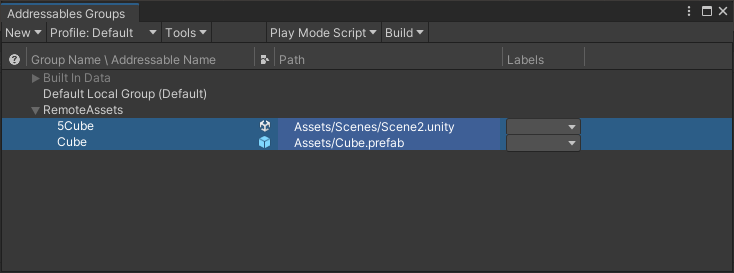 Addressables Groups
New Profile: Default Tools Play Mode Script Build
Group Name \ Addressable Name Path Labels
Built In Data
Default Local Group (Default)
RemoteAssets
5Cube Assets/Scenes/Scene2.unity
Cube Assets/Cube.prefab